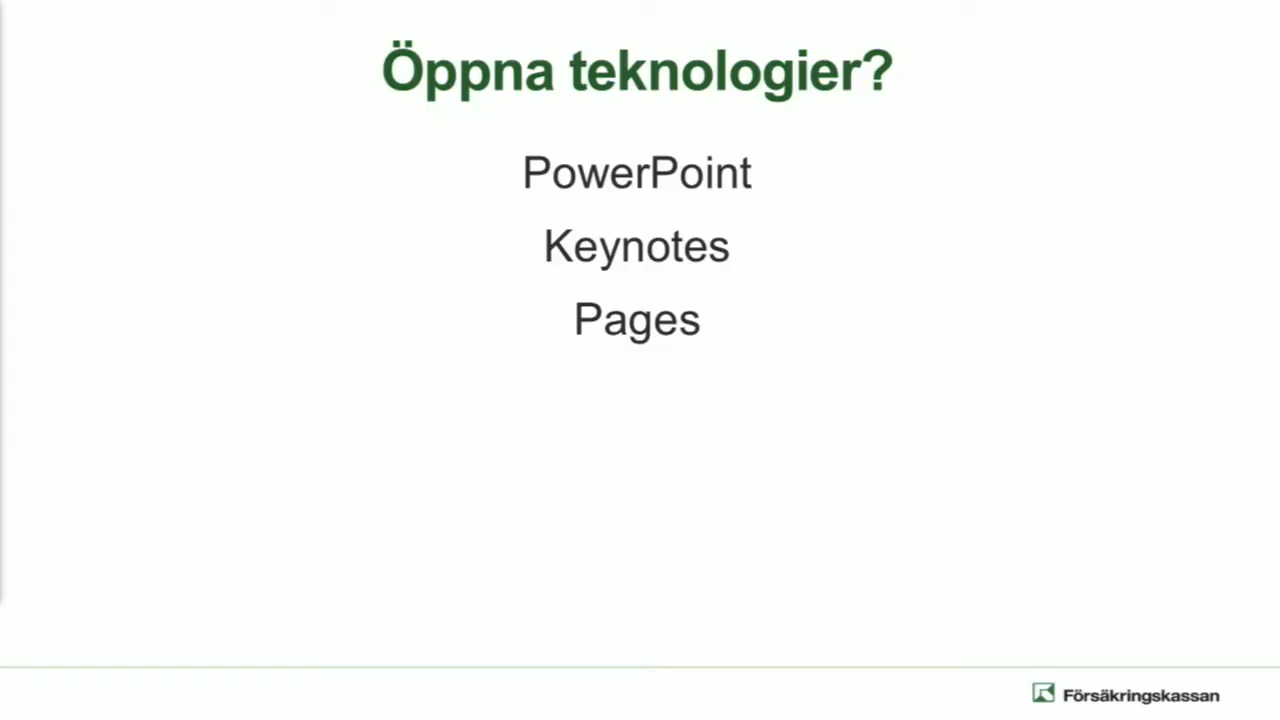 Öppna teknologier?
PowerPoint
Keynotes
Pages
Försäkringskassan